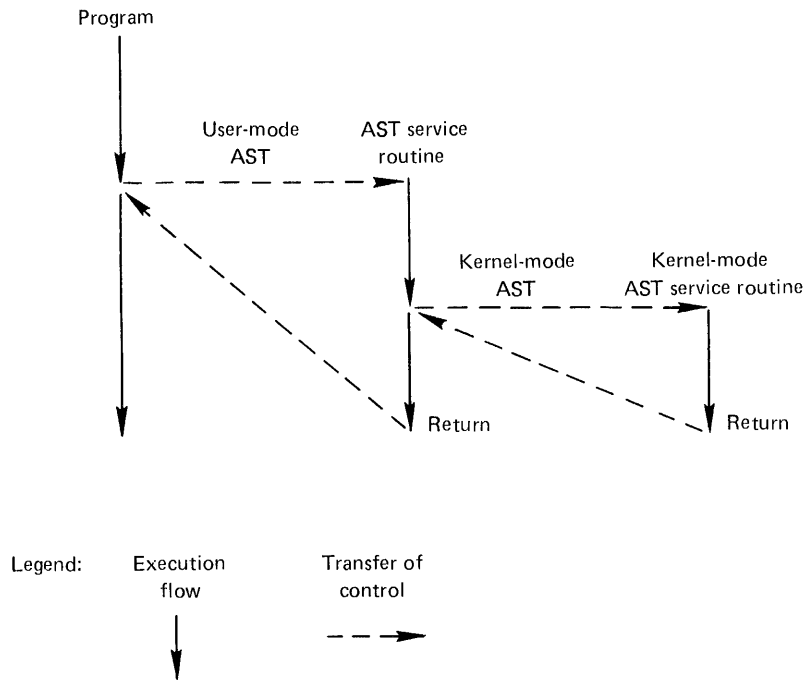 Program
User-mode
AST
AST service
routine
Kernel-mode
AST
Kernel-mode
AST service routine
Return
Return
Legend:
Execution
flow
Transfer of
control